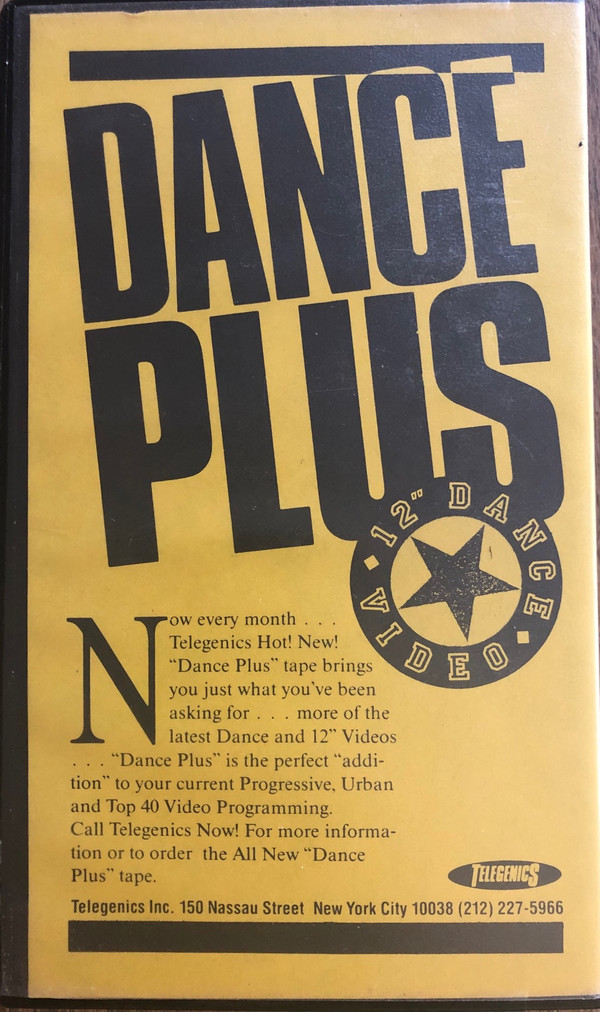 DANCE
PLUS
12" DANCE
VIDEO
Now every month . . .
Telegenics Hot! New!
“Dance Plus” tape brings
you just what you’ve been
asking for . . . more of the
latest Dance and 12” Videos
. . . “Dance Plus” is the perfect “addi-
tion” to your current Progressive, Urban
and Top 40 Video Programming.
Call Telegenics Now! For more informa-
tion or to order the All New “Dance
Plus” tape.
TELEGENICS
Telegenics Inc. 150 Nassau Street New York City 10038 (212) 227-5966